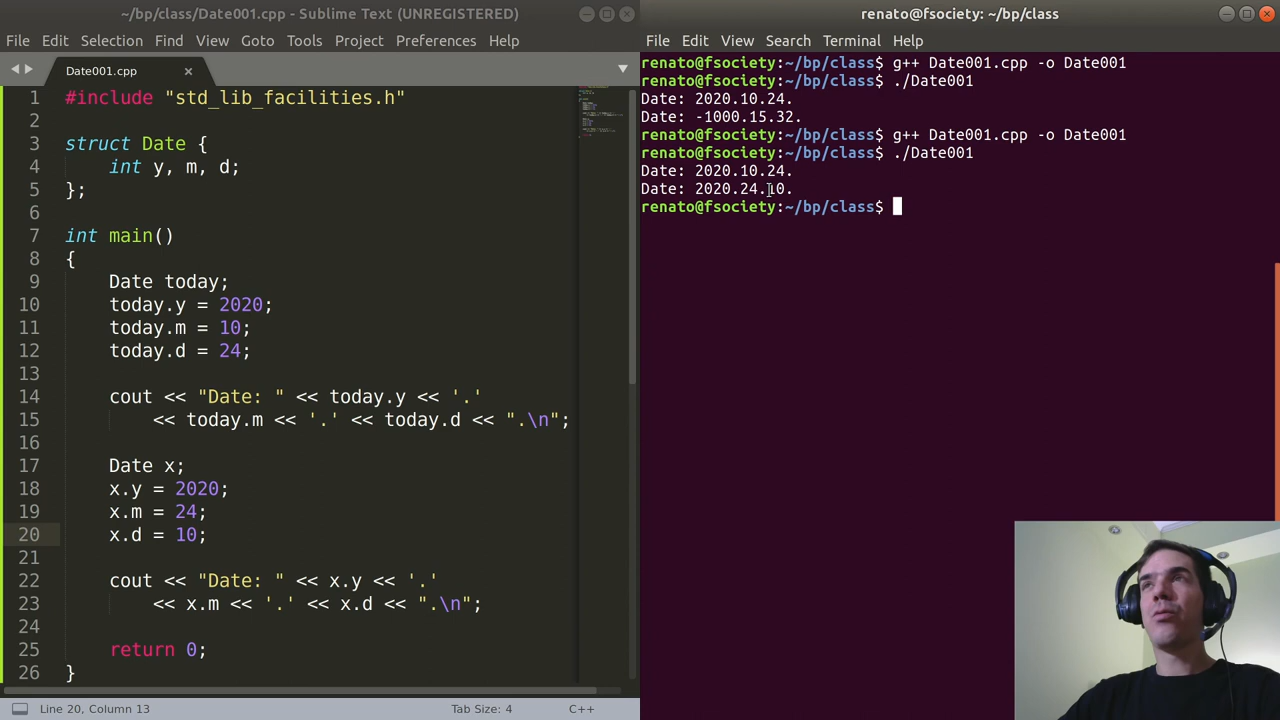 ~/bp/class/Date001.cpp - Sublime Text (UNREGISTERED)
File Edit Selection Find View Goto Tools Project Preferences Help
Date001.cpp
1 #include "std_lib_facilities.h"
2
3 struct Date {
4 int y, m, d;
5 };
6
7 int main()
8 {
9 Date today;
10 today.y = 2020;
11 today.m = 10;
12 today.d = 24;
13
14 cout << "Date: " << today.y << '.'
15 << today.m << '.' << today.d << ".\n";
16
17 Date x;
18 x.y = 2020;
19 x.m = 24;
20 x.d = 10;
21
22 cout << "Date: " << x.y << '.'
23 << x.m << '.' << x.d << ".\n";
24
25 return 0;
26 }
Line 20, Column 13 Tab Size: 4 C++
renato@fsociety: ~/bp/class
File Edit View Search Terminal Help
renato@fsociety:~/bp/class$ g++ Date001.cpp -o Date001
renato@fsociety:~/bp/class$ ./Date001
Date: 2020.10.24.
Date: -1000.15.32.
renato@fsociety:~/bp/class$ g++ Date001.cpp -o Date001
renato@fsociety:~/bp/class$ ./Date001
Date: 2020.10.24.
Date: 2020.24.10.
renato@fsociety:~/bp/class$